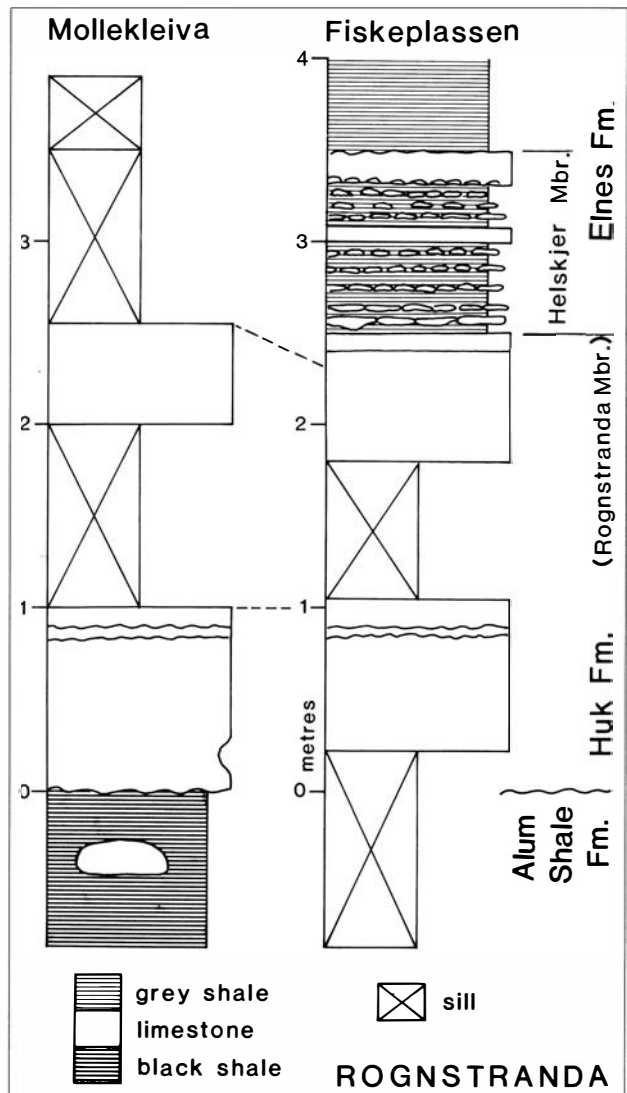 Mollekleiva
Fiskeplassen
3
2
1
0
4
3
2
1
0
metres
Helskjer Mbr.
Elnes Fm.
(Rognstranda Mbr.)
Huk Fm.
Alum
Shale
Fm.
grey shale
limestone
black shale
sill
ROGNSTRANDA